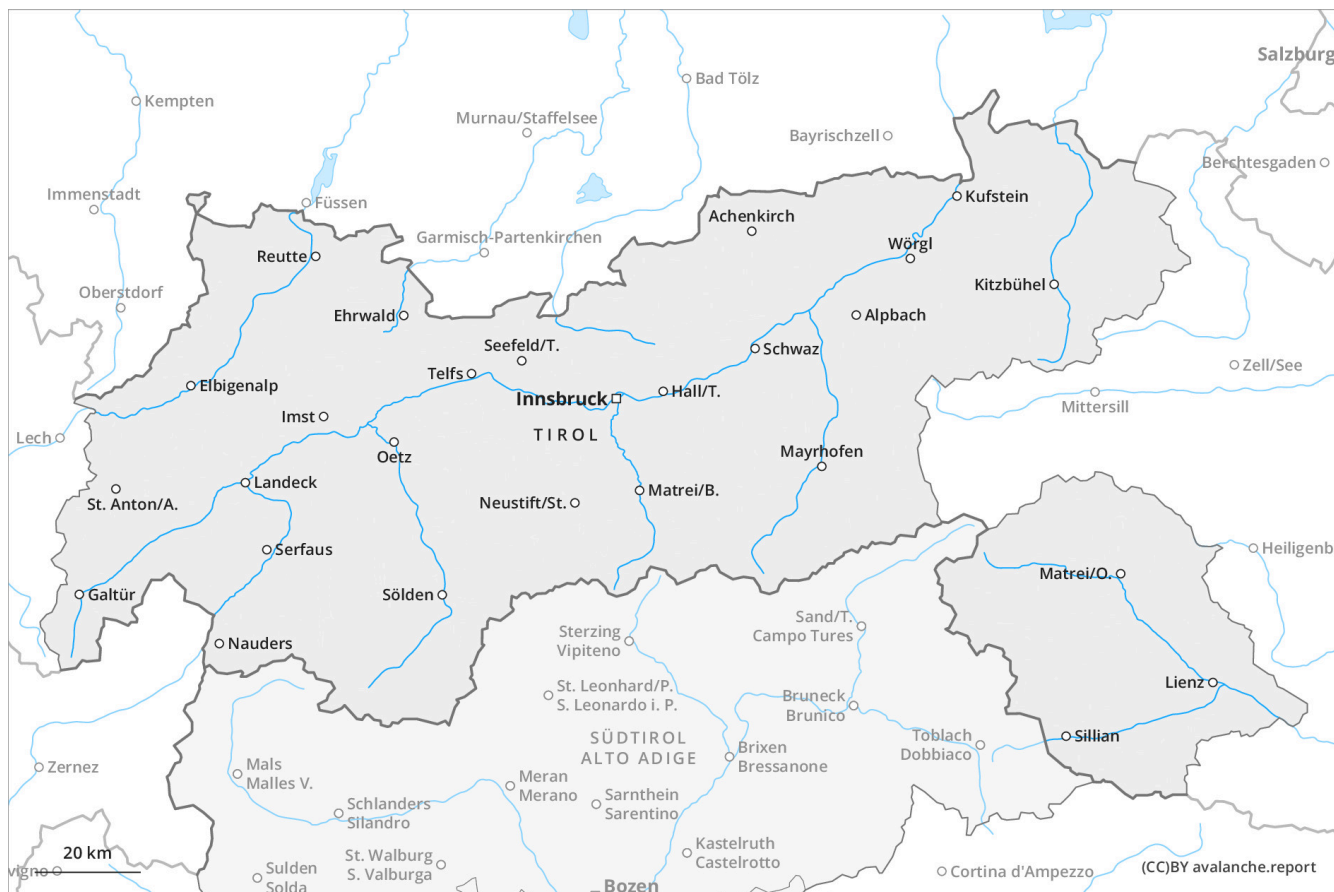 Salzburg
Bad Tölz
Kempten
Murnau/Staffelsee
Bayrischzell
Berchtesgaden
Immenstadt
Füssen
Kufstein
Achenkirch
Garmisch-Partenkirchen
Wörgl
Reutte
Kitzbühel
Oberstdorf
Ehrwald
Alpbach
Seefeld/T.
Schwaz
Zell/See
Telfs
Elbigenalp
Hall/T.
Innsbruck
Mittersill
Imst
TIROL
Lech
Oetz
Mayrhofen
Landeck
Matrei/B.
St. Anton/A.
Neustift/St.
Serfaus
Heiligenb
Matrei/O.
Galtür
Sölden
Sand/T.
Campo Tures
Sterzing
Vipiteno
Nauders
Lienz
St. Leonhard/P.
S. Leonardo i. P.
Bruneck
Brunico
Sillian
SÜDTIROL
ALTO ADIGE
Toblach
Dobbiaco
Brixen
Bressanone
Zernez
Mals
Malles V.
Meran
Merano
Schlanders
Silandro
Sarnthein
Sarentino
Kastelruth
Castelrotto
20 km
St. Walburg
S. Valburga
vigno
Sulden
Solda
Cortina d'Ampezzo
(CC)BY avalanche.report
Bozen